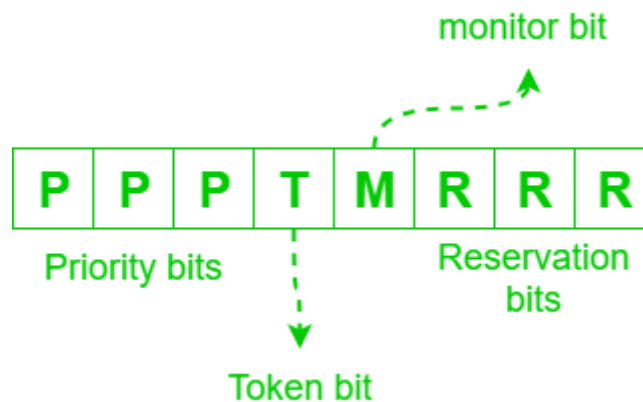 monitor bit
P P P T M R R R
Priority bits
Reservation
bits
Token bit